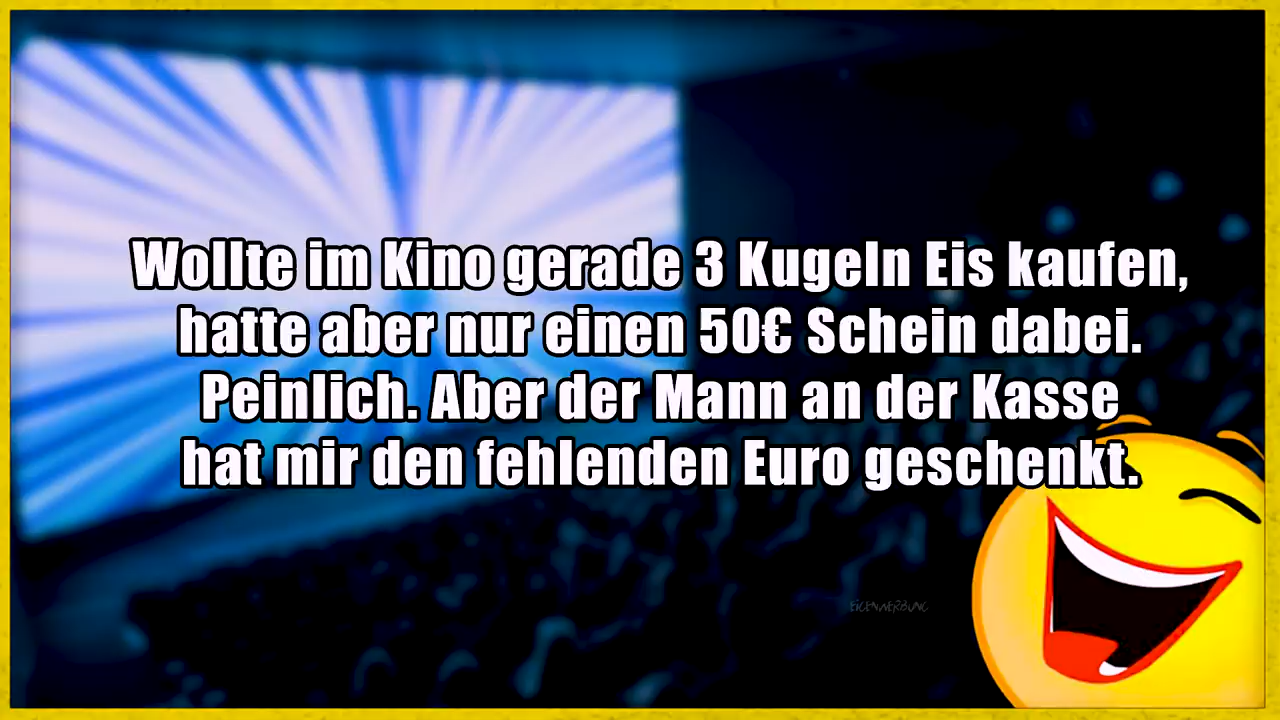 Wollte im Kino gerade 3 Kugeln Eis kaufen,
hatte aber nur einen 50€ Schein dabei.
Peinlich. Aber der Mann an der Kasse
hat mir den fehlenden Euro geschenkt.
EIGENWERBUNG